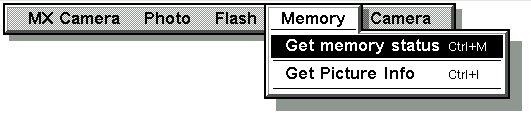 MX Camera Photo Flash Memory Camera
Get memory status Ctrl+M
Get Picture Info Ctrl+I